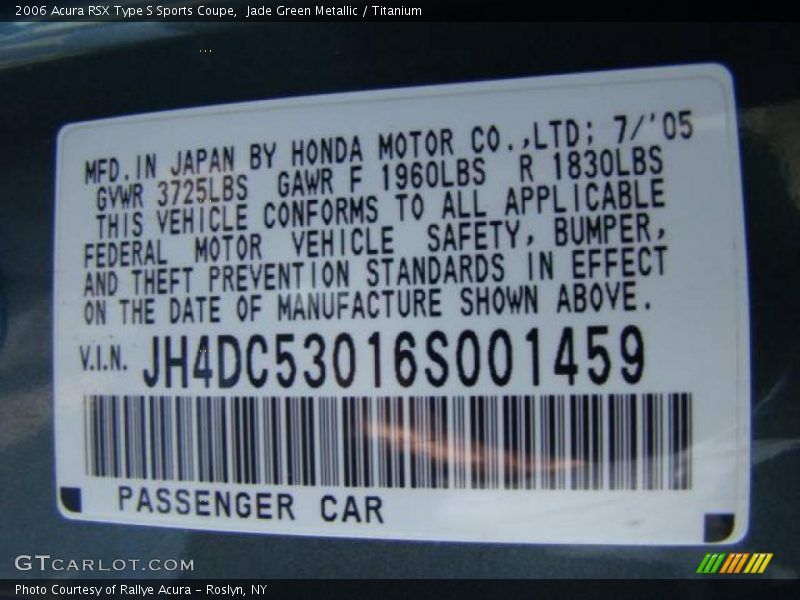 2006 Acura RSX Type S Sports Coupe, Jade Green Metallic / Titanium
MFD. IN JAPAN BY HONDA MOTOR CO.,LTD; 7/'05
GVWR 3725LBS GAWR F 1960LBS R 1830LBS
THIS VEHICLE CONFORMS TO ALL APPLICABLE
FEDERAL MOTOR VEHICLE SAFETY, BUMPER,
AND THEFT PREVENTION STANDARDS IN EFFECT
ON THE DATE OF MANUFACTURE SHOWN ABOVE.
V.I.N. JH4DC53016S001459
PASSENGER CAR
GTCARLOT.COM
Photo Courtesy of Rallye Acura - Roslyn, NY